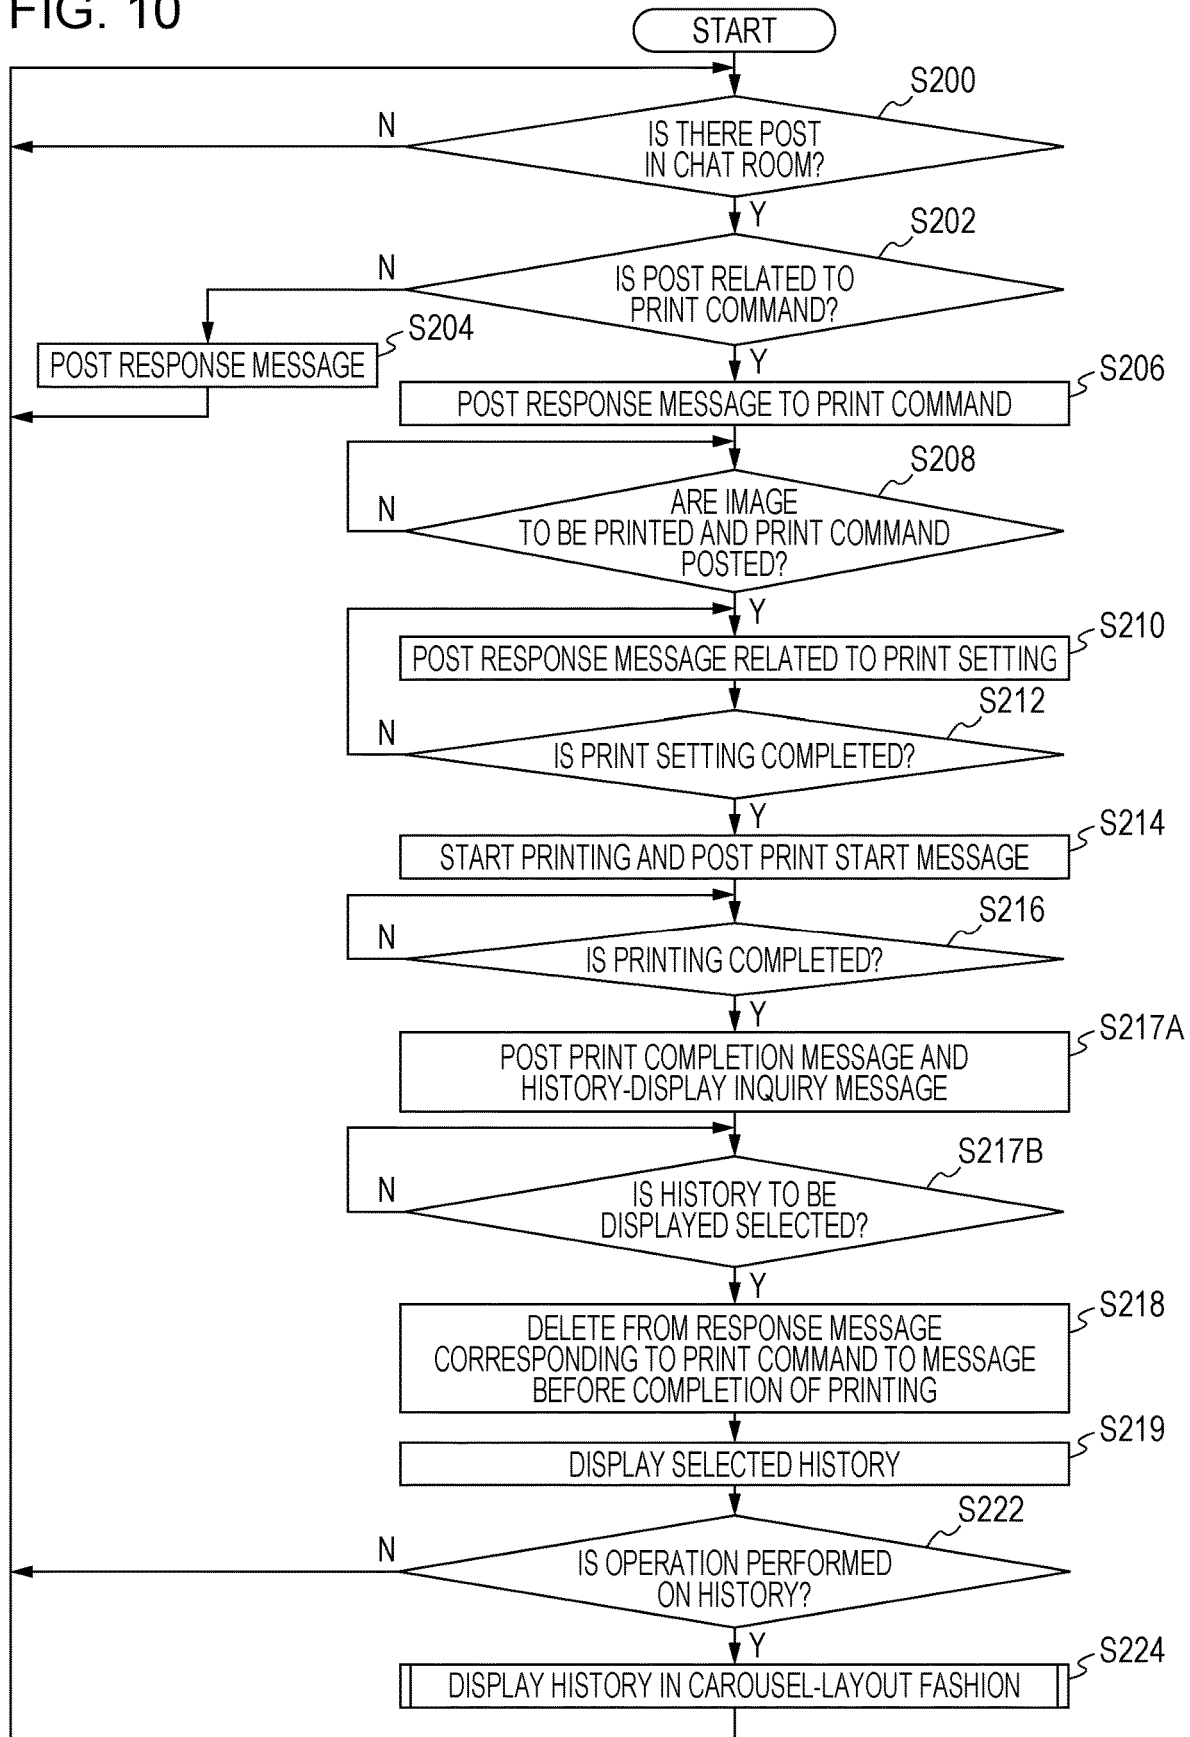 FIG. 10
START
S200
N
IS THERE POST
IN CHAT ROOM?
Y
S202
N
IS POST RELATED TO
PRINT COMMAND?
S204
POST RESPONSE MESSAGE
Y
S206
POST RESPONSE MESSAGE TO PRINT COMMAND
S208
N
ARE IMAGE
TO BE PRINTED AND PRINT COMMAND
POSTED?
Y
S210
POST RESPONSE MESSAGE RELATED TO PRINT SETTING
S212
N
IS PRINT SETTING COMPLETED?
Y
S214
START PRINTING AND POST PRINT START MESSAGE
S216
N
IS PRINTING COMPLETED?
Y
S217A
POST PRINT COMPLETION MESSAGE AND
HISTORY-DISPLAY INQUIRY MESSAGE
S217B
N
IS HISTORY TO BE
DISPLAYED SELECTED?
Y
S218
DELETE FROM RESPONSE MESSAGE
CORRESPONDING TO PRINT COMMAND TO MESSAGE
BEFORE COMPLETION OF PRINTING
S219
DISPLAY SELECTED HISTORY
S222
N
IS OPERATION PERFORMED
ON HISTORY?
Y
S224
DISPLAY HISTORY IN CAROUSEL-LAYOUT FASHION